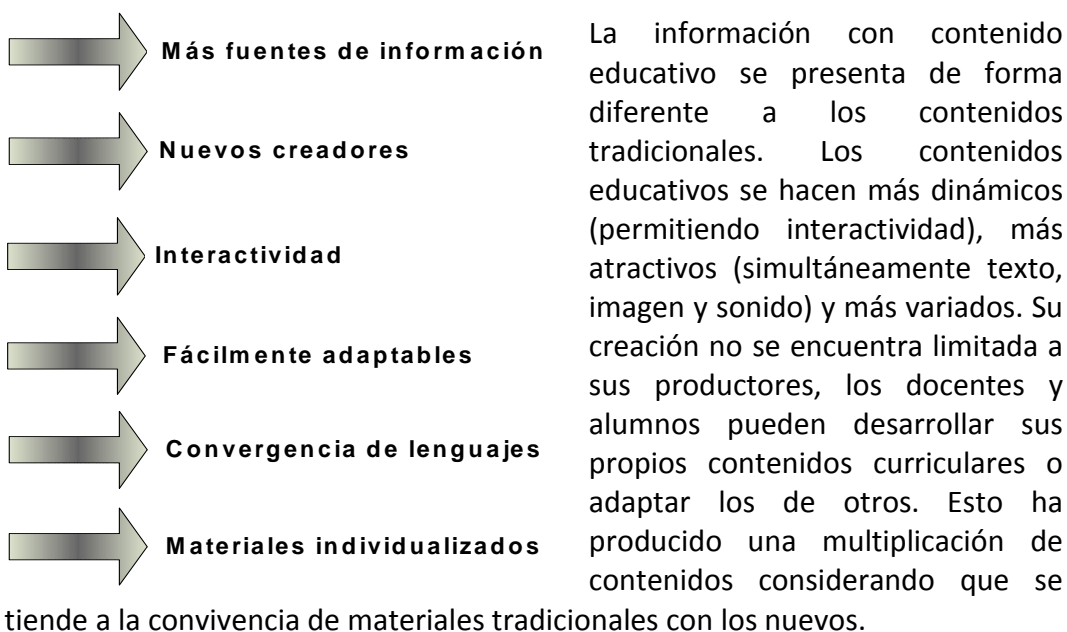 Más fuentes de información
Nuevos creadores
Interactividad
Fácilmente adaptables
Convergencia de lenguajes
Materiales individualizados
La información con contenido
educativo se presenta de forma
diferente a los contenidos
tradicionales. Los contenidos
educativos se hacen más dinámicos
(permitiendo interactividad), más
atractivos (simultáneamente texto,
imagen y sonido) y más variados. Su
creación no se encuentra limitada a
sus productores, los docentes y
alumnos pueden desarrollar sus
propios contenidos curriculares o
adaptar los de otros. Esto ha
producido una multiplicación de
contenidos considerando que se
tiende a la convivencia de materiales tradicionales con los nuevos.